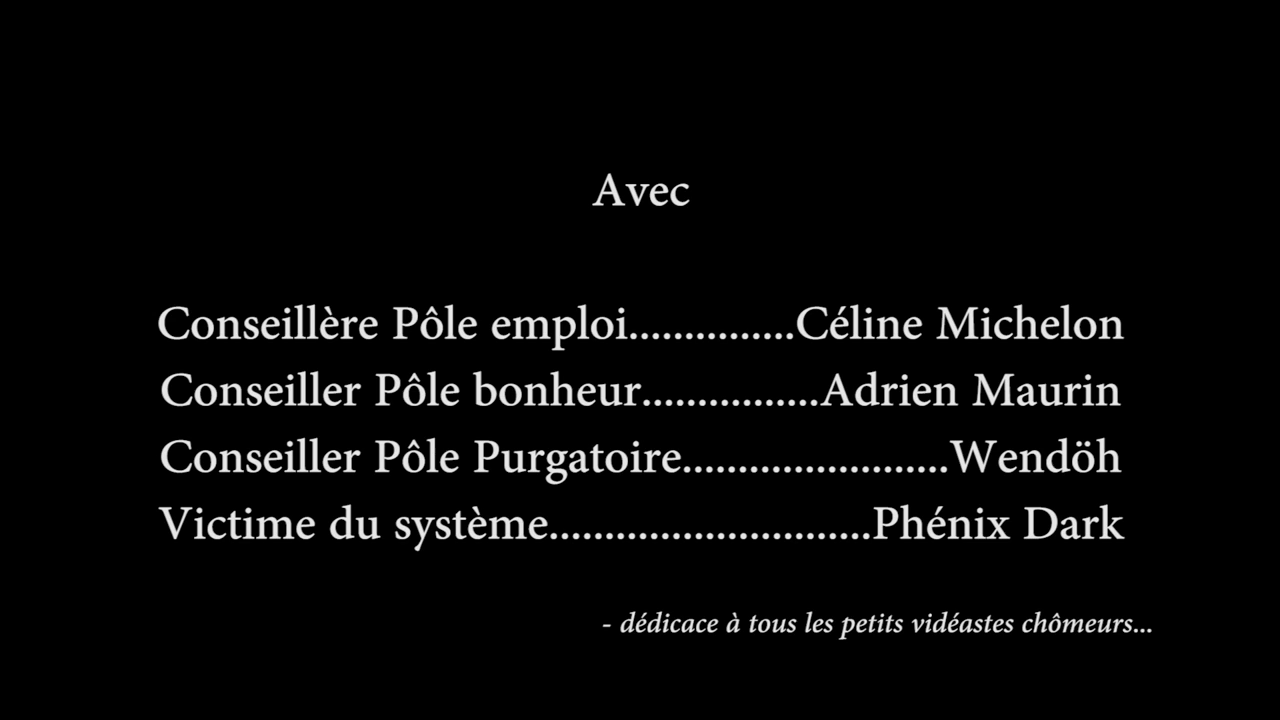 Avec
Conseillère Pôle emploi...............Céline Michelon
Conseiller Pôle bonheur................Adrien Maurin
Conseiller Pôle Purgatoire........................Wendöh
Victime du système.............................Phénix Dark
- dédicace à tous les petits vidéastes chômeurs...